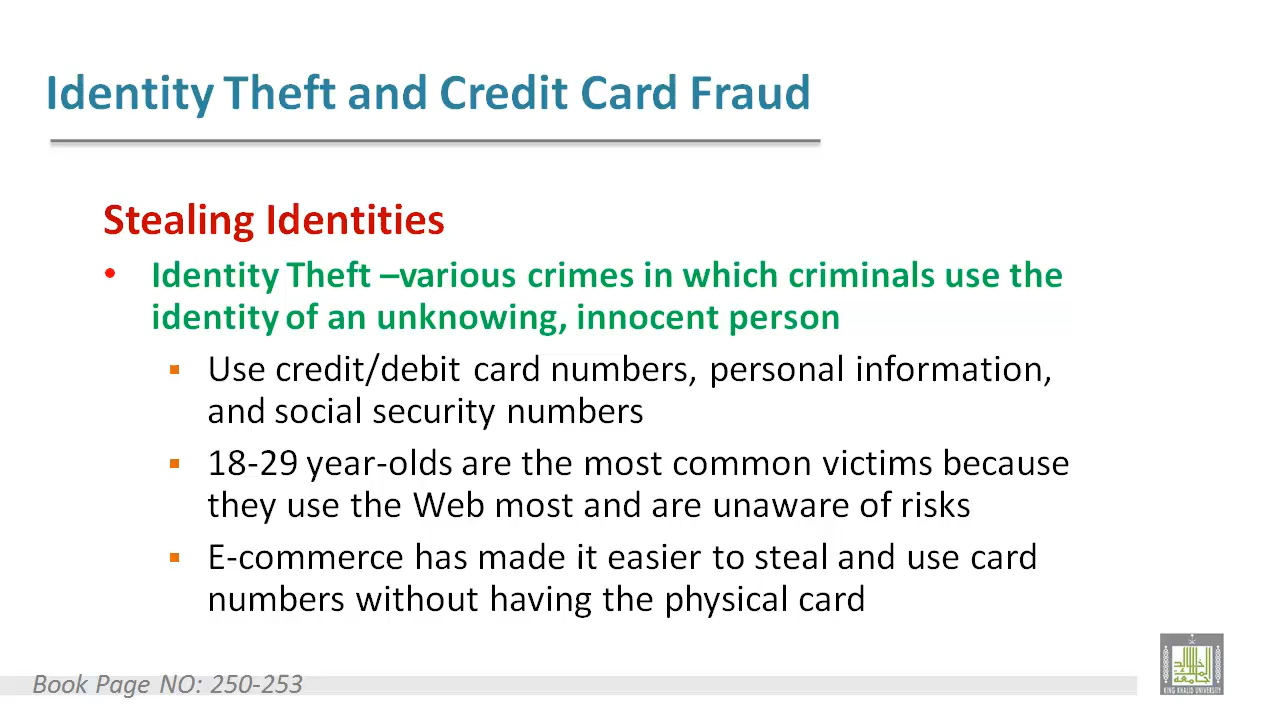 Identity Theft and Credit Card Fraud
Stealing Identities
• Identity Theft –various crimes in which criminals use the
identity of an unknowing, innocent person
▪ Use credit/debit card numbers, personal information,
and social security numbers
▪ 18-29 year-olds are the most common victims because
they use the Web most and are unaware of risks
▪ E-commerce has made it easier to steal and use card
numbers without having the physical card
Book Page NO: 250-253
KING KHALID UNIVERSITY